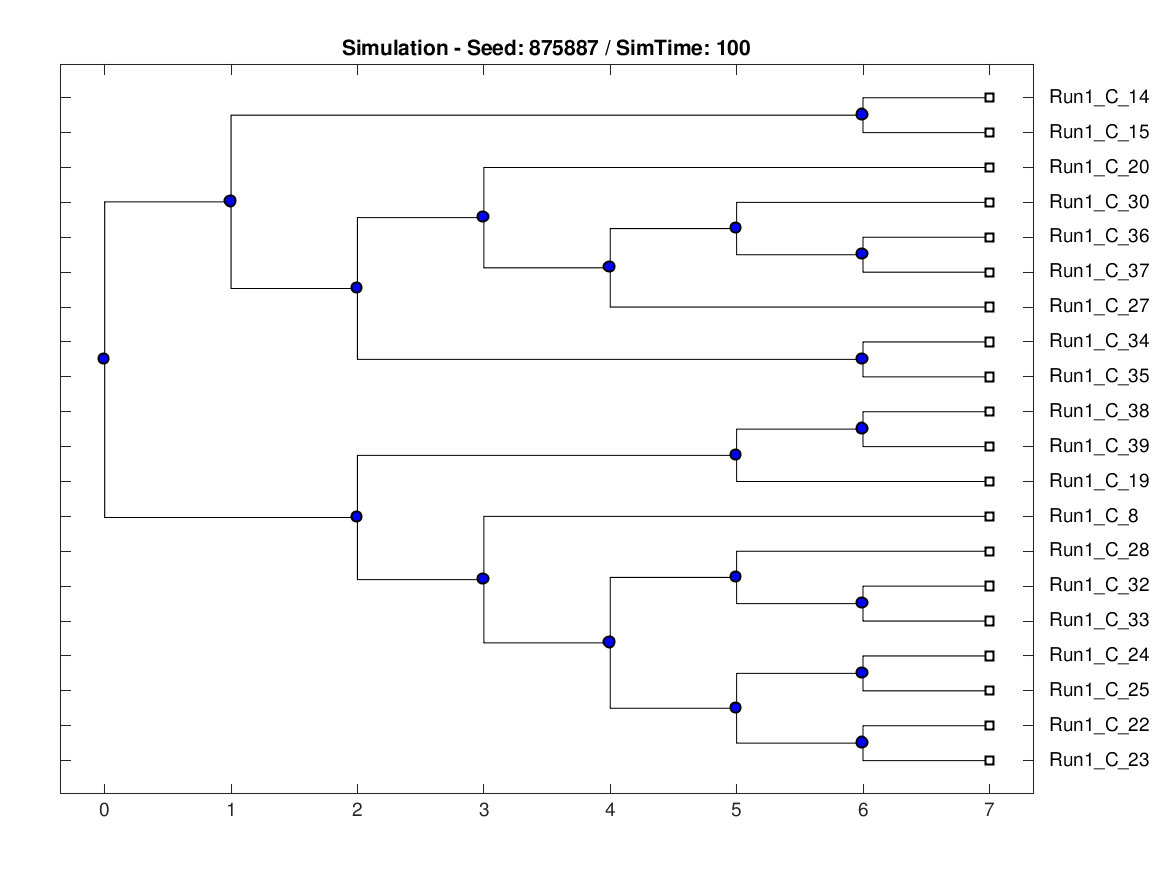 Simulation - Seed: 875887 / SimTime: 100
Run1_C_14
Run1_C_15
Run1_C_20
Run1_C_30
Run1_C_36
Run1_C_37
Run1_C_27
Run1_C_34
Run1_C_35
Run1_C_38
Run1_C_39
Run1_C_19
Run1_C_8
Run1_C_28
Run1_C_32
Run1_C_33
Run1_C_24
Run1_C_25
Run1_C_22
Run1_C_23
0 1 2 3 4 5 6 7